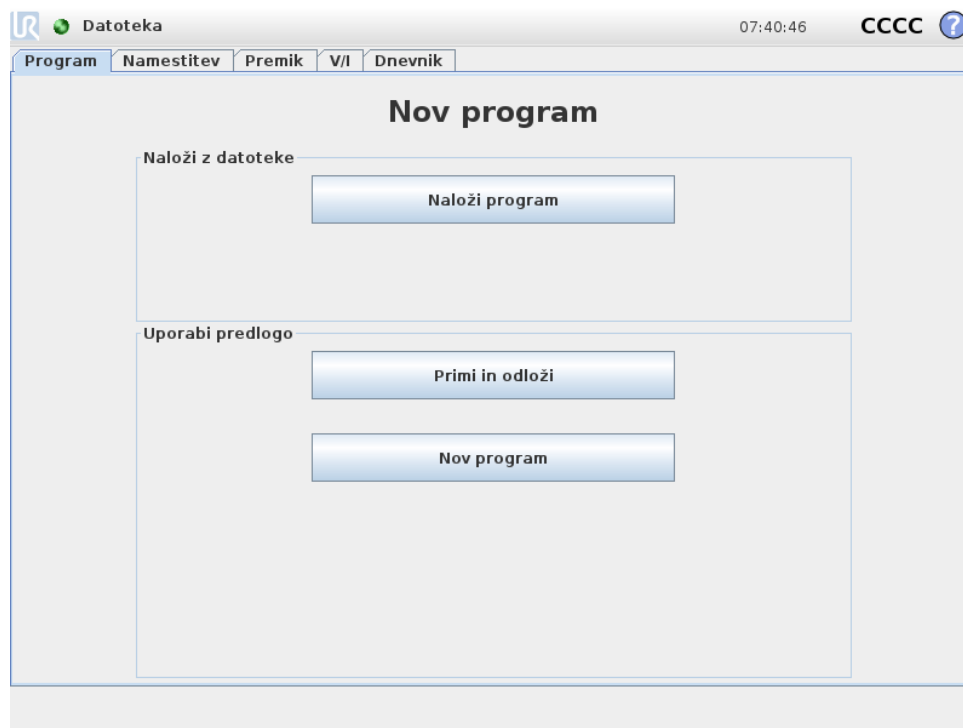 UR Datoteka 07:40:46 CCCC ?
Program Namestitev Premik V/I Dnevnik
Nov program
Naloži z datoteke
Naloži program
Uporabi predlogo
Primi in odloži
Nov program